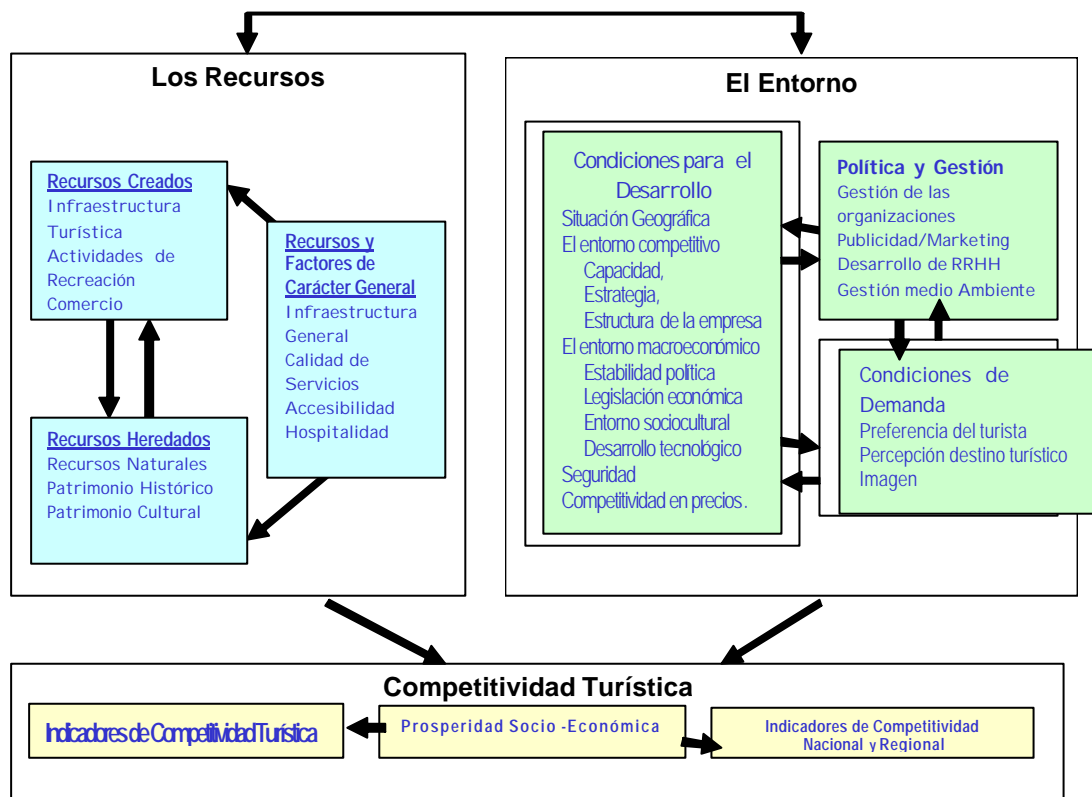 Los Recursos
Recursos Creados
Infraestructura
Turística
Actividades de
Recreación
Comercio
Recursos y
Factores de
Carácter General
Infraestructura
General
Calidad de
Servicios
Accesibilidad
Hospitalidad
Recursos Heredados
Recursos Naturales
Patrimonio Histórico
Patrimonio Cultural
El Entorno
Condiciones para el
Desarrollo
Situación Geográfica
El entorno competitivo
Capacidad,
Estrategia,
Estructura de la empresa
El entorno macroeconómico
Estabilidad política
Legislación económica
Entorno sociocultural
Desarrollo tecnológico
Seguridad
Competitividad en precios.
Política y Gestión
Gestión de las
organizaciones
Publicidad/Marketing
Desarrollo de RRHH
Gestión medio Ambiente
Condiciones de
Demanda
Preferencia del turista
Percepción destino turístico
Imagen
Competitividad Turística
Indicadores de Competitividad Turística
Prosperidad Socio -Económica
Indicadores de Competitividad
Nacional y Regional